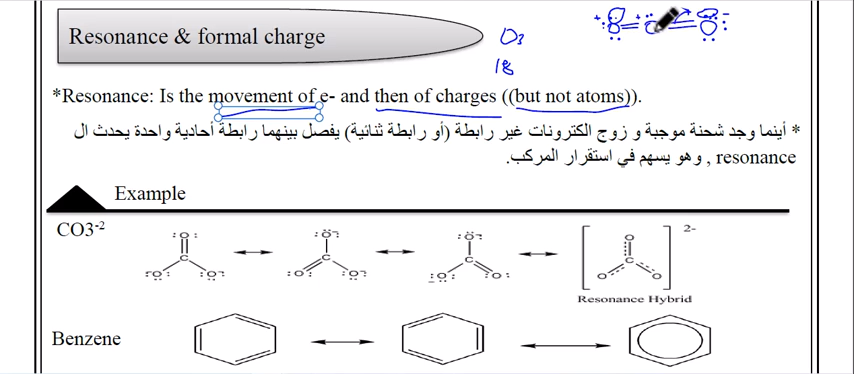 Resonance & formal charge
O₃
18
*Resonance: Is the movement of e- and then of charges ((but not atoms)).
* أينما وجد شحنة موجبة و زوج الكترونات غير رابطة (أو رابطة ثنائية) يفصل بينهما رابطة أحادية واحدة يحدث ال
resonance , وهو يسهم في استقرار المركب.
Example
CO3⁻²
2-
Resonance Hybrid
Benzene